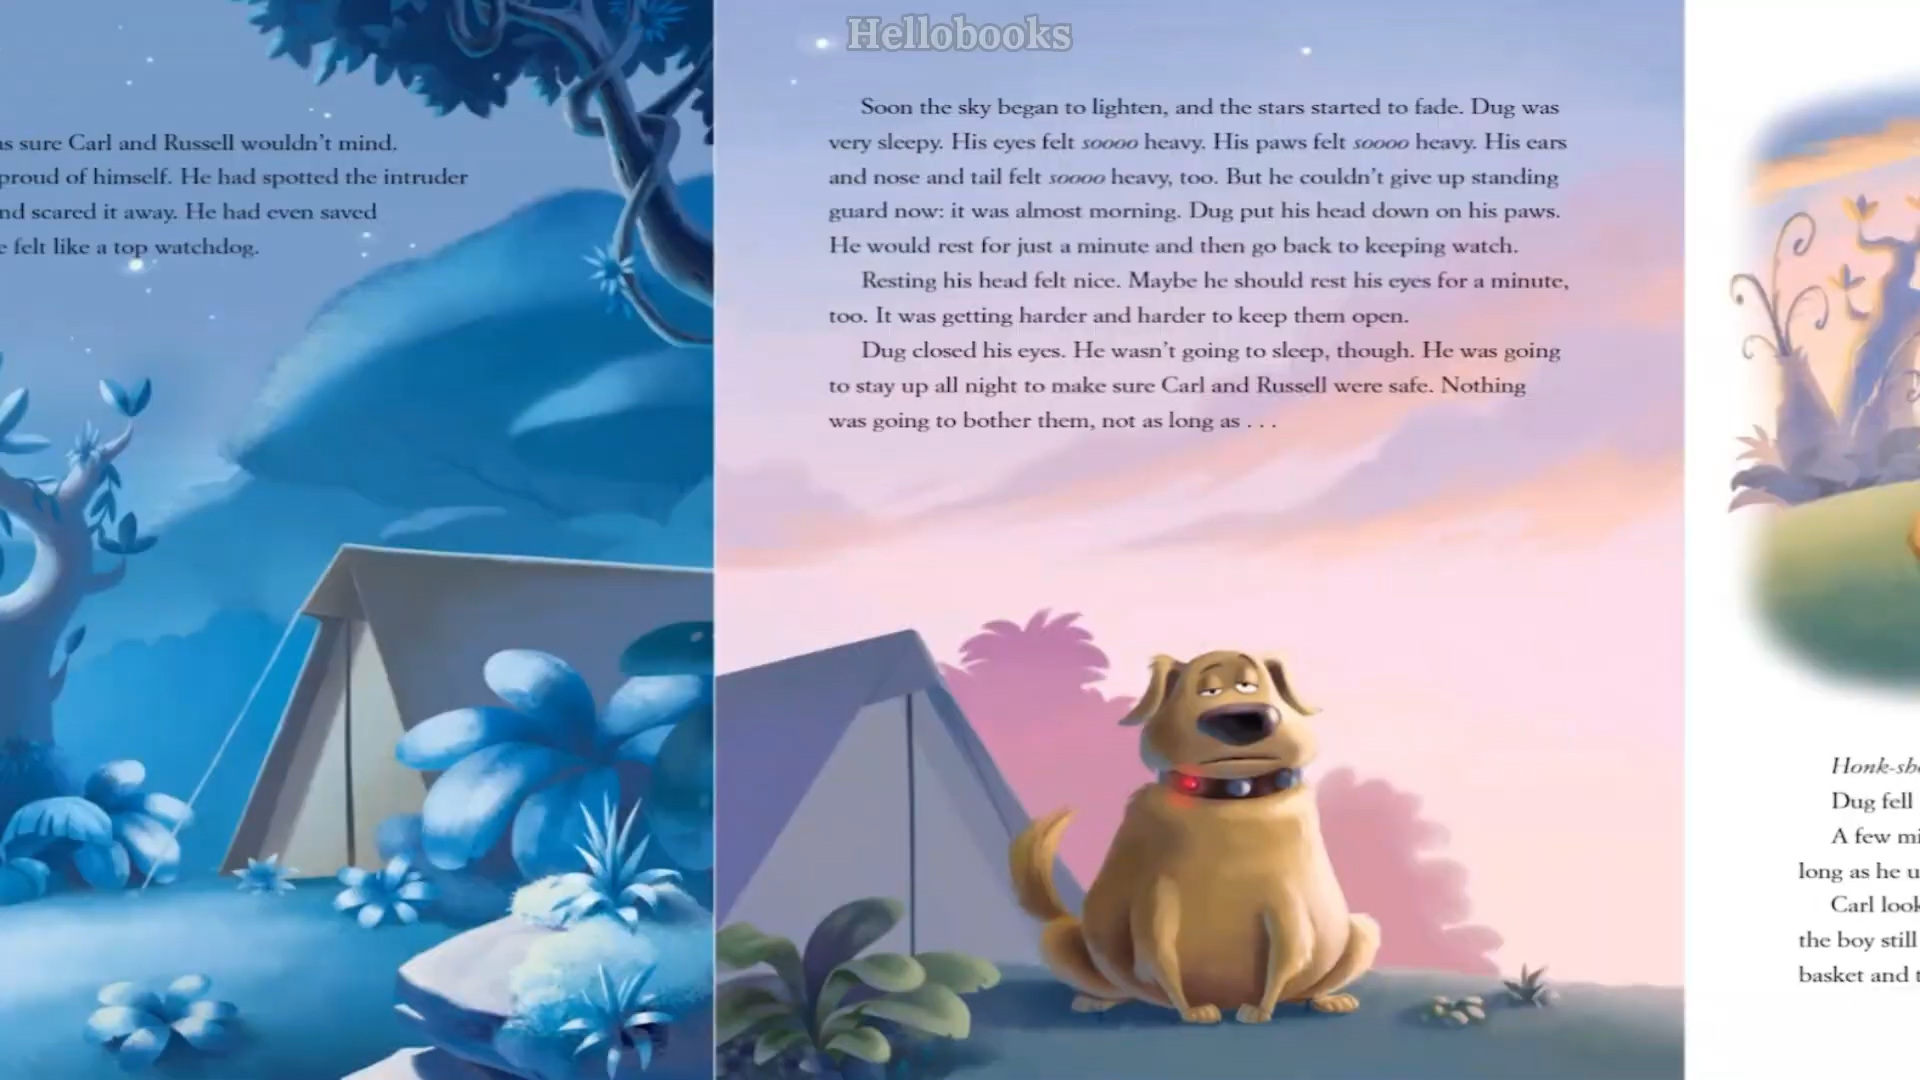 Hellobooks
sure Carl and Russell wouldn't mind.
proud of himself. He had spotted the intruder
scared it away. He had even saved
felt like a top watchdog.
Soon the sky began to lighten, and the stars started to fade. Dug was
very sleepy. His eyes felt soooo heavy. His paws felt soooo heavy. His ears
and nose and tail felt soooo heavy, too. But he couldn't give up standing
guard now: it was almost morning. Dug put his head down on his paws.
He would rest for just a minute and then go back to keeping watch.
Resting his head felt nice. Maybe he should rest his eyes for a minute,
too. It was getting harder and harder to keep them open.
Dug closed his eyes. He wasn't going to sleep, though. He was going
to stay up all night to make sure Carl and Russell were safe. Nothing
was going to bother them, not as long as . . .
Dug fell
A few
long as he
Carl
the boy still
basket and